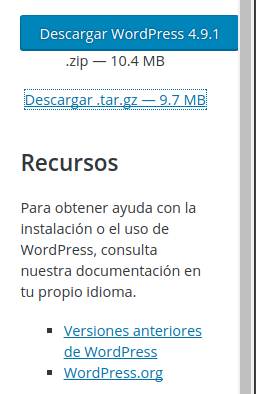 Descargar WordPress 4.9.1
.zip — 10.4 MB
Descargar .tar.gz — 9.7 MB
Recursos
Para obtener ayuda con la
instalación o el uso de
WordPress, consulta
nuestra documentación en
tu propio idioma.
Versiones anteriores
de WordPress
WordPress.org